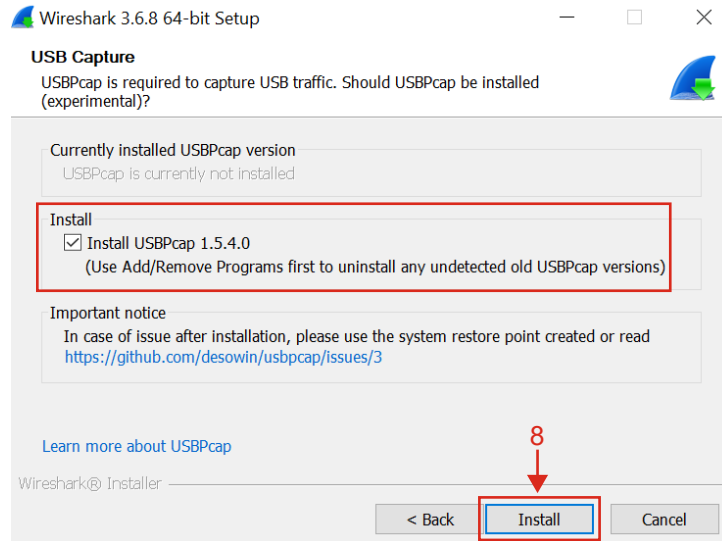 Wireshark 3.6.8 64-bit Setup
USB Capture
USBPcap is required to capture USB traffic. Should USBPcap be installed
(experimental)?
Currently installed USBPcap version
USBPcap is currently not installed
Install
Install USBPcap 1.5.4.0
(Use Add/Remove Programs first to uninstall any undetected old USBPcap versions)
Important notice
In case of issue after installation, please use the system restore point created or read
https://github.com/desowin/usbpcap/issues/3
8
Learn more about USBPcap
Wireshark® Installer
< Back Install Cancel